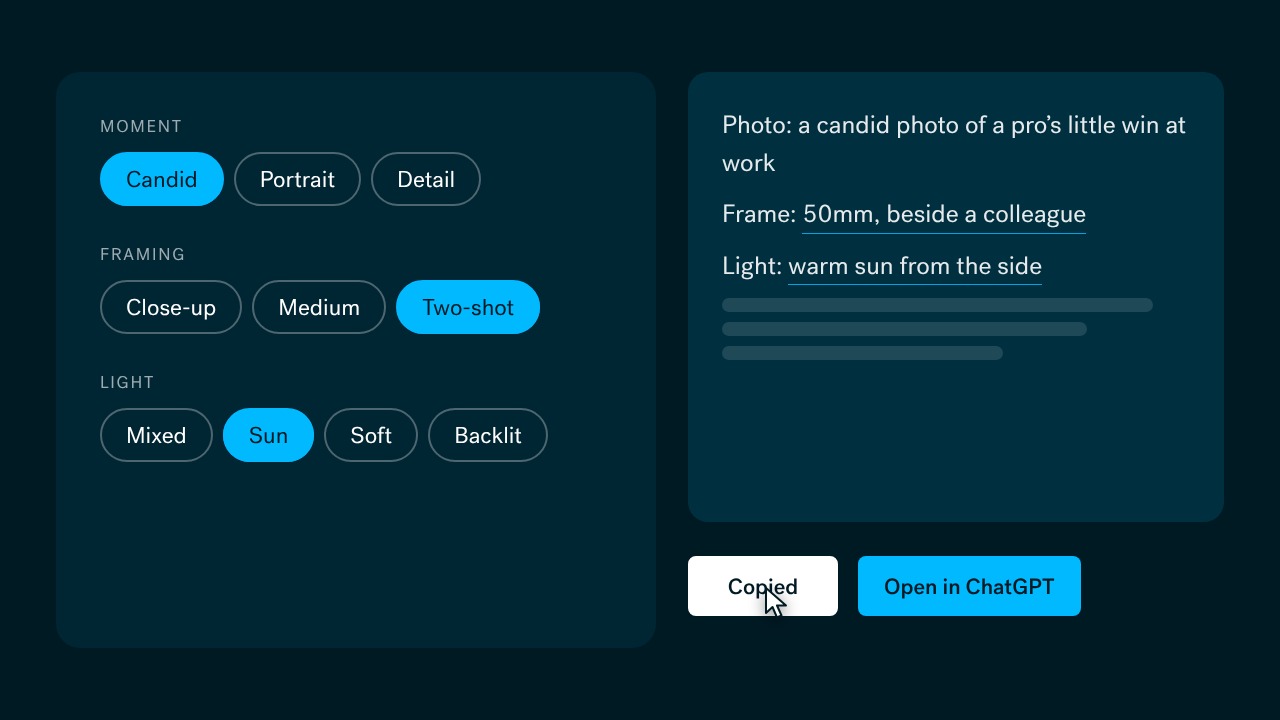 MOMENT
Candid Portrait Detail
FRAMING
Close-up Medium Two-shot
LIGHT
Mixed Sun Soft Backlit
Photo: a candid photo of a pro’s little win at
work
Frame: 50mm, beside a colleague
Light: warm sun from the side
Copied Open in ChatGPT